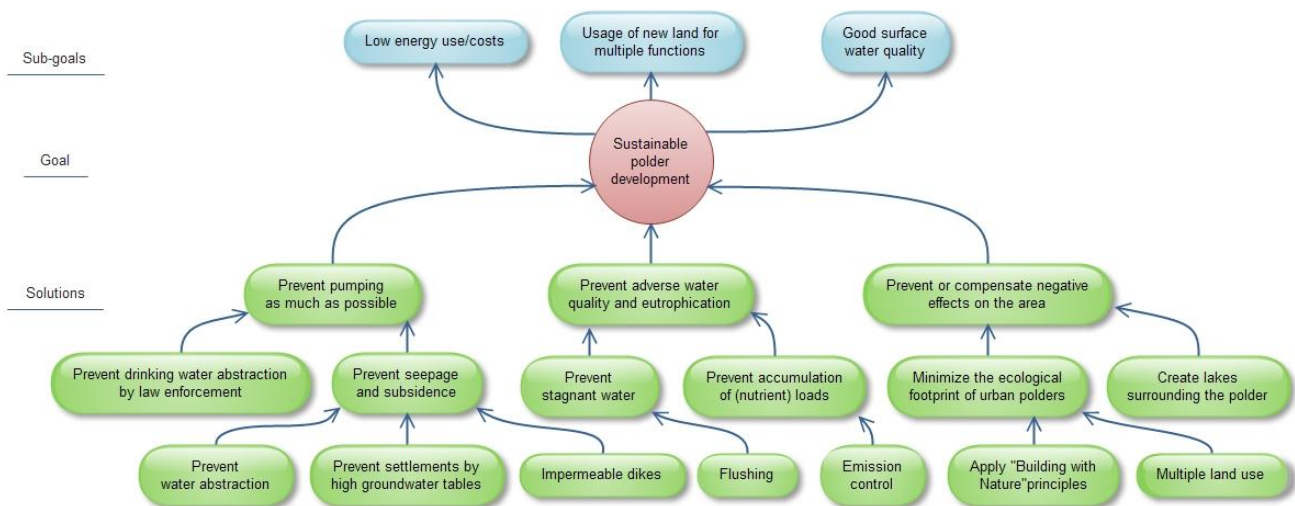 Sub-goals
Low energy use/costs
Usage of new land for
multiple functions
Good surface
water quality
Goal
Sustainable
polder
development
Solutions
Prevent pumping
as much as possible
Prevent adverse water
quality and eutrophication
Prevent or compensate negative
effects on the area
Prevent drinking water abstraction
by law enforcement
Prevent seepage
and subsidence
Prevent
stagnant water
Prevent accumulation
of (nutrient) loads
Minimize the ecological
footprint of urban polders
Create lakes
surrounding the polder
Prevent
water abstraction
Prevent settlements by
high groundwater tables
Impermeable dikes
Flushing
Emission
control
Apply "Building with
Nature"principles
Multiple land use